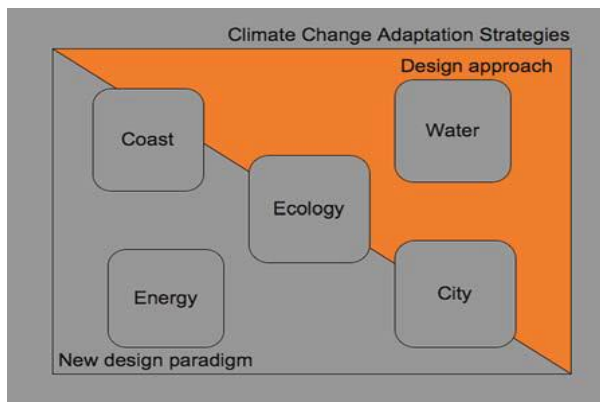 Climate Change Adaptation Strategies
Design approach
Coast
Water
Ecology
Energy
City
New design paradigm